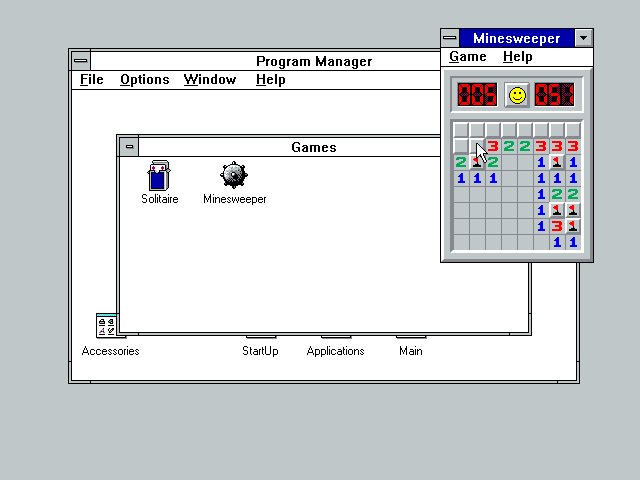 Minesweeper
Game Help
Program Manager
File Options Window Help
3 2 2 3 3 3
2 2 1 1
1 1 1 1 1 1
1 2 2
1
1 3
1 1
Games
Solitaire Minesweeper
Accessories StartUp Applications Main